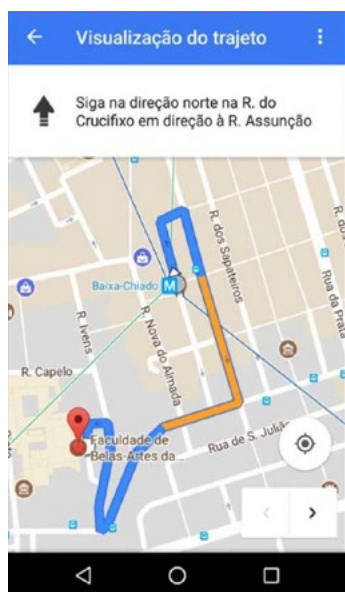 Visualização do trajeto
Siga na direção norte na R. do
Crucifixo em direção à R. Assunção
R. dos Sapateiros
Baixa-Chiado M
R. Ivens
R. Nova do Almada
Rua da Prata
R. Capelo
Faculdade de
Belas-Artes da...
Rua de S. Julião